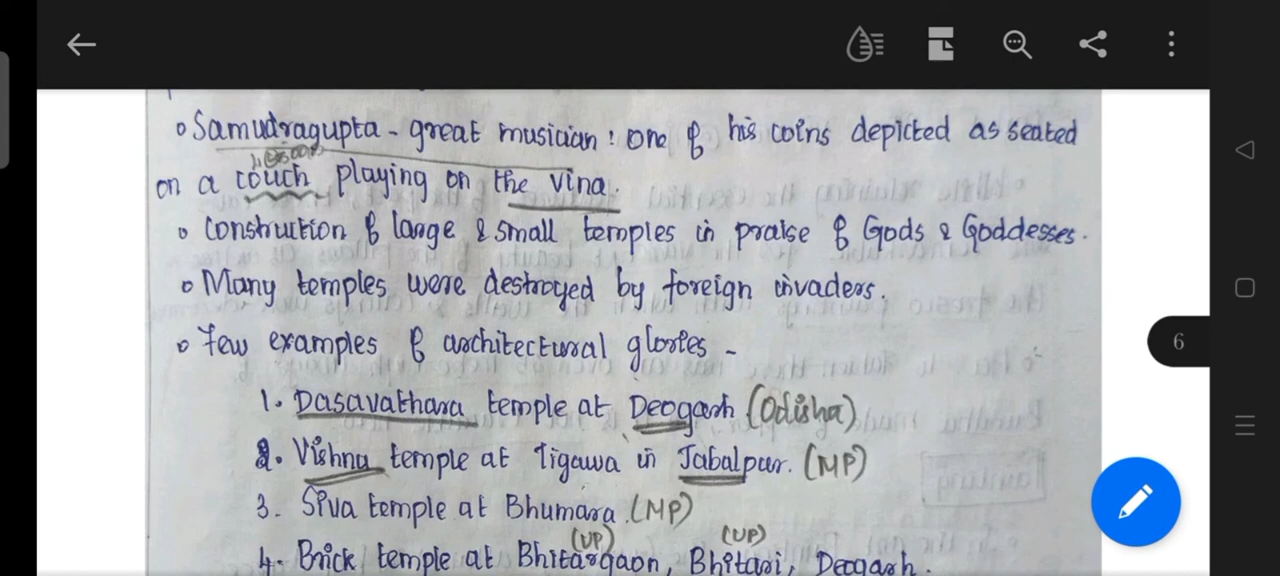 • Samudragupta - great musician : one of his coins depicted as seated
on a couch playing on the vina.
• Construction of large & small temples in praise of Gods & Goddesses.
• Many temples were destroyed by foreign invaders.
• Few examples of architectural glories -
1. Dasavathara temple at Deogarh (Odisha)
2. Vishnu temple at Tigawa in Jabalpur. (MP)
3. Siva temple at Bhumara. (MP)
(UP) (UP)
4. Brick temple at Bhitargaon, Bhitari, Deogarh.
6